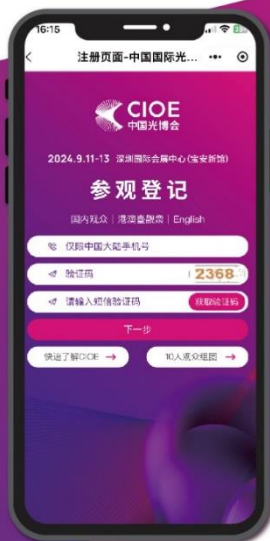 16:15
注册页面-中国国际光...
CIOE
中国光博会
2024.9.11-13 深圳国际会展中心(宝安新馆)
参观登记
国内观众 | 港澳台观众 | English
仅限中国大陆手机号
验证码 2368
请输入短信验证码 获取验证码
下一步
快速了解CIOE → 10人观众组团 →